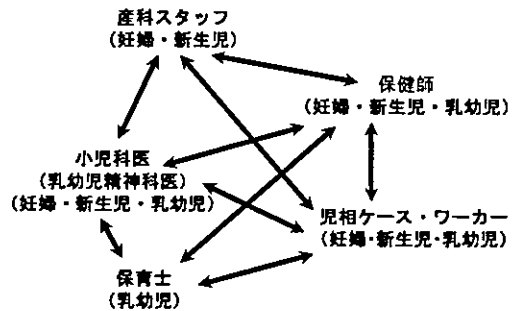 産科スタッフ
(妊婦・新生児)
保健師
(妊婦・新生児・乳幼児)
小児科医
(乳幼児精神科医)
(妊婦・新生児・乳幼児)
児相ケース・ワーカー
(妊婦・新生児・乳幼児)
保育士
(乳幼児)